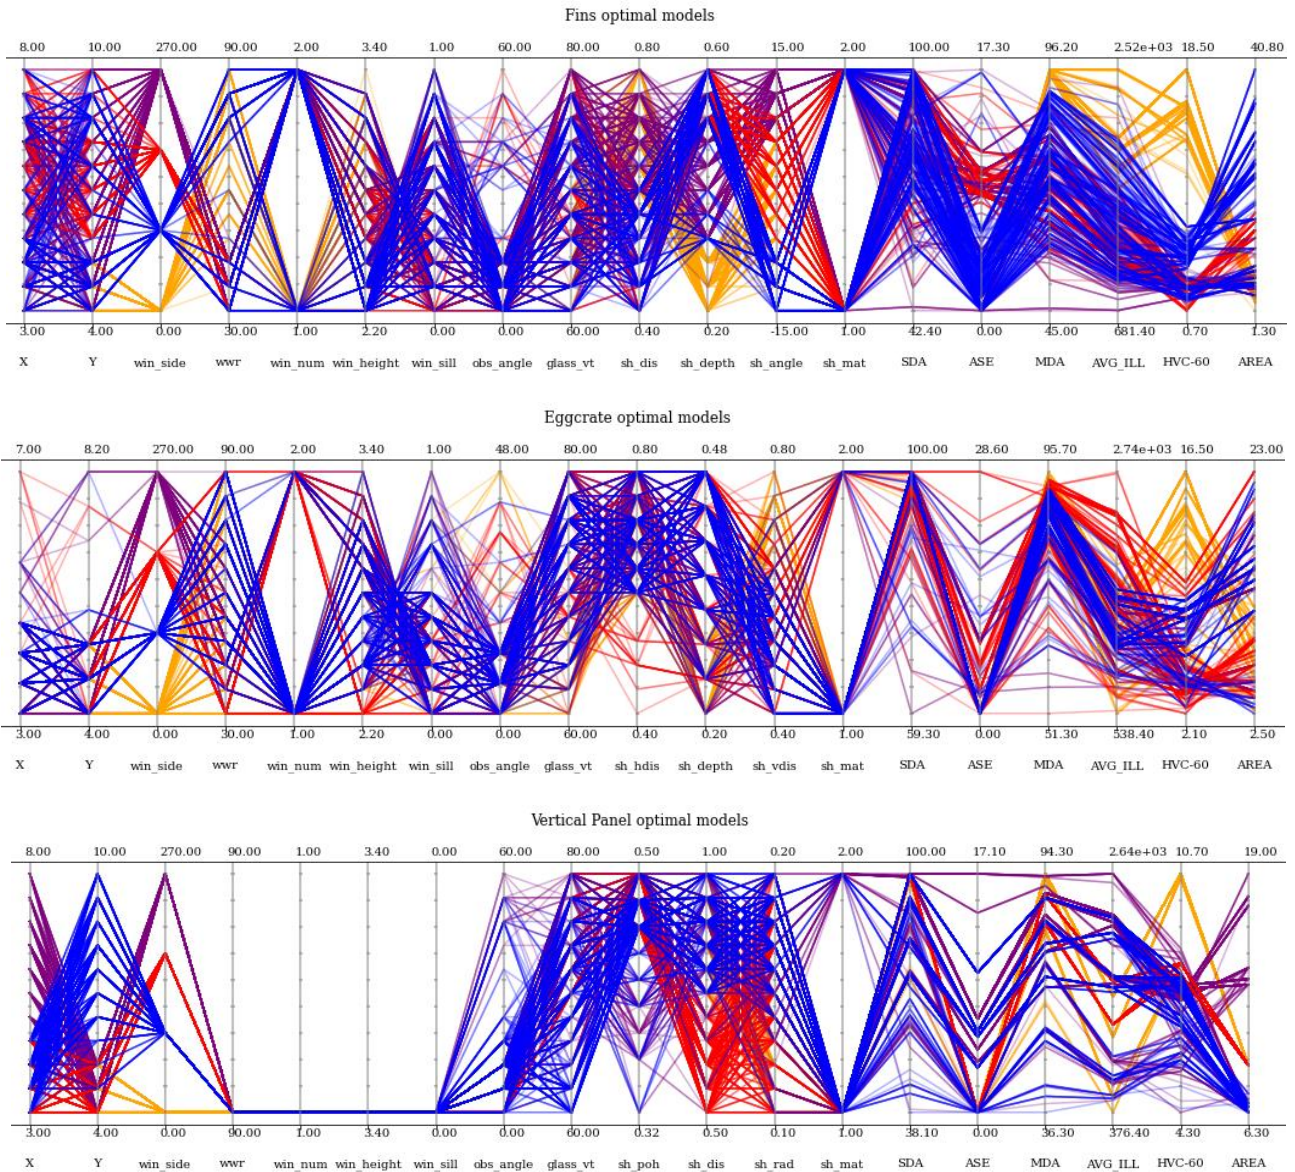 Fins optimal models
8.00 10.00 270.00 90.00 2.00 3.40 1.00 60.00 80.00 0.80 0.60 15.00 2.00 100.00 17.30 96.20 2.52e+03 18.50 40.80
3.00 4.00 0.00 30.00 1.00 2.20 0.00 0.00 60.00 0.40 0.20 -15.00 1.00 42.40 0.00 45.00 681.40 0.70 1.30
X Y win_side wwr win_num win_height win_sill obs_angle glass_vt sh_dis sh_depth sh_angle sh_mat SDA ASE MDA AVG_ILL HVC-60 AREA
Eggcrate optimal models
7.00 8.20 270.00 90.00 2.00 3.40 1.00 48.00 80.00 0.80 0.48 0.80 2.00 100.00 28.60 95.70 2.74e+03 16.50 23.00
3.00 4.00 0.00 30.00 1.00 2.20 0.00 0.00 60.00 0.40 0.20 0.40 1.00 59.30 0.00 51.30 538.40 2.10 2.50
X Y win_side wwr win_num win_height win_sill obs_angle glass_vt sh_hdis sh_depth sh_vdis sh_mat SDA ASE MDA AVG_ILL HVC-60 AREA
Vertical Panel optimal models
8.00 10.00 270.00 90.00 1.00 3.40 0.00 60.00 80.00 0.50 1.00 0.20 2.00 100.00 17.10 94.30 2.64e+03 10.70 19.00
3.00 4.00 0.00 90.00 1.00 3.40 0.00 0.00 60.00 0.32 0.50 0.10 1.00 38.10 0.00 36.30 376.40 4.30 6.30
X Y win_side wwr win_num win_height win_sill obs_angle glass_vt sh_poh sh_dis sh_rad sh_mat SDA ASE MDA AVG_ILL HVC-60 AREA